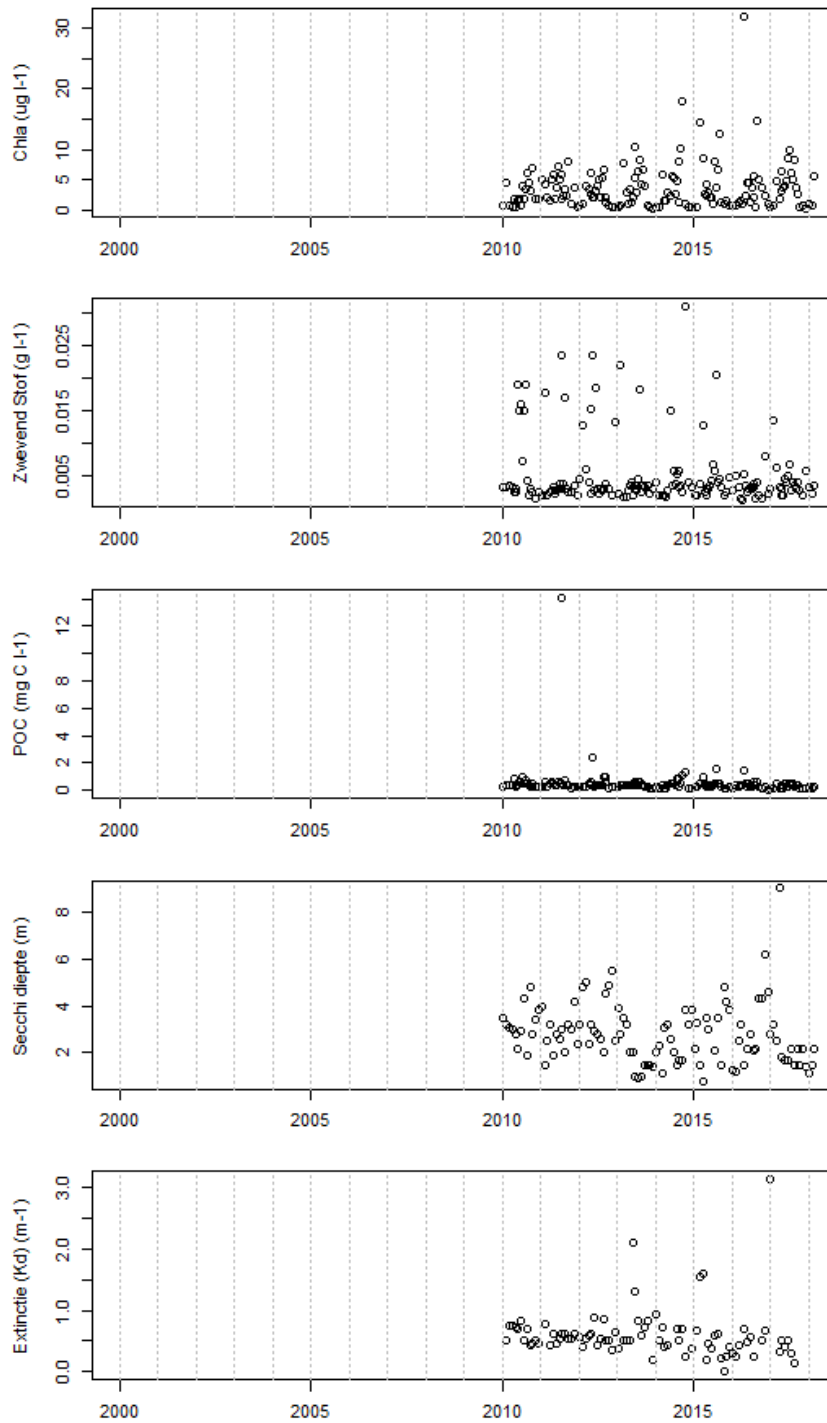 Chla (ug l-1)
30
20
10
5
0
2000 2005 2010 2015
Zwevend Stof (g l-1)
0.025
0.015
0.005
2000 2005 2010 2015
POC (mg C l-1)
12
8
6
4
2
0
2000 2005 2010 2015
Secchi diepte (m)
8
6
4
2
2000 2005 2010 2015
Extinctie (Kd) (m-1)
3.0
2.0
1.0
0.0
2000 2005 2010 2015